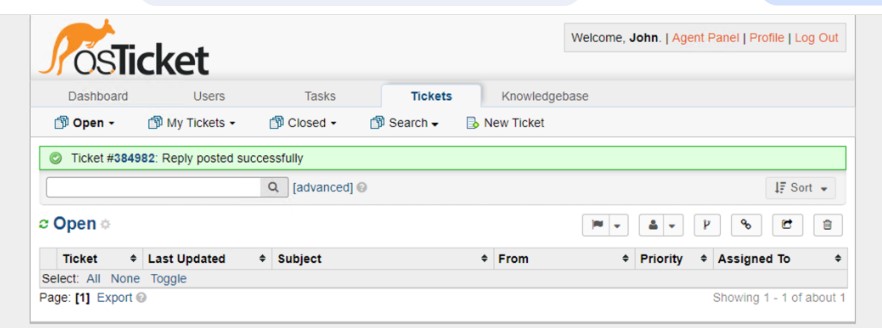 Welcome, John. | Agent Panel | Profile | Log Out
osTicket
Dashboard Users Tasks Tickets Knowledgebase
Open My Tickets Closed Search New Ticket
Ticket #384982: Reply posted successfully
[advanced] Sort
Open
Ticket Last Updated Subject From Priority Assigned To
Select: All None Toggle
Page: [1] Export Showing 1 - 1 of about 1